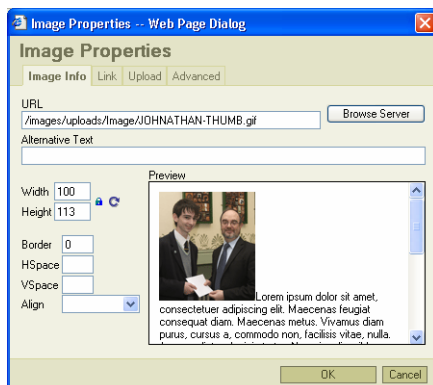 Image Properties -- Web Page Dialog
Image Properties
Image Info Link Upload Advanced
URL
/images/uploads/Image/JOHNATHAN-THUMB.gif
Browse Server
Alternative Text
Preview
Width 100
Height 113
Border 0
HSpace
VSpace
Align
Lorem ipsum dolor sit amet,
consectetuer adipiscing elit. Maecenas feugiat
consequat diam. Maecenas metus. Vivamus diam
purus, cursus a, commodo non, facilisis vitae, nulla.
OK Cancel